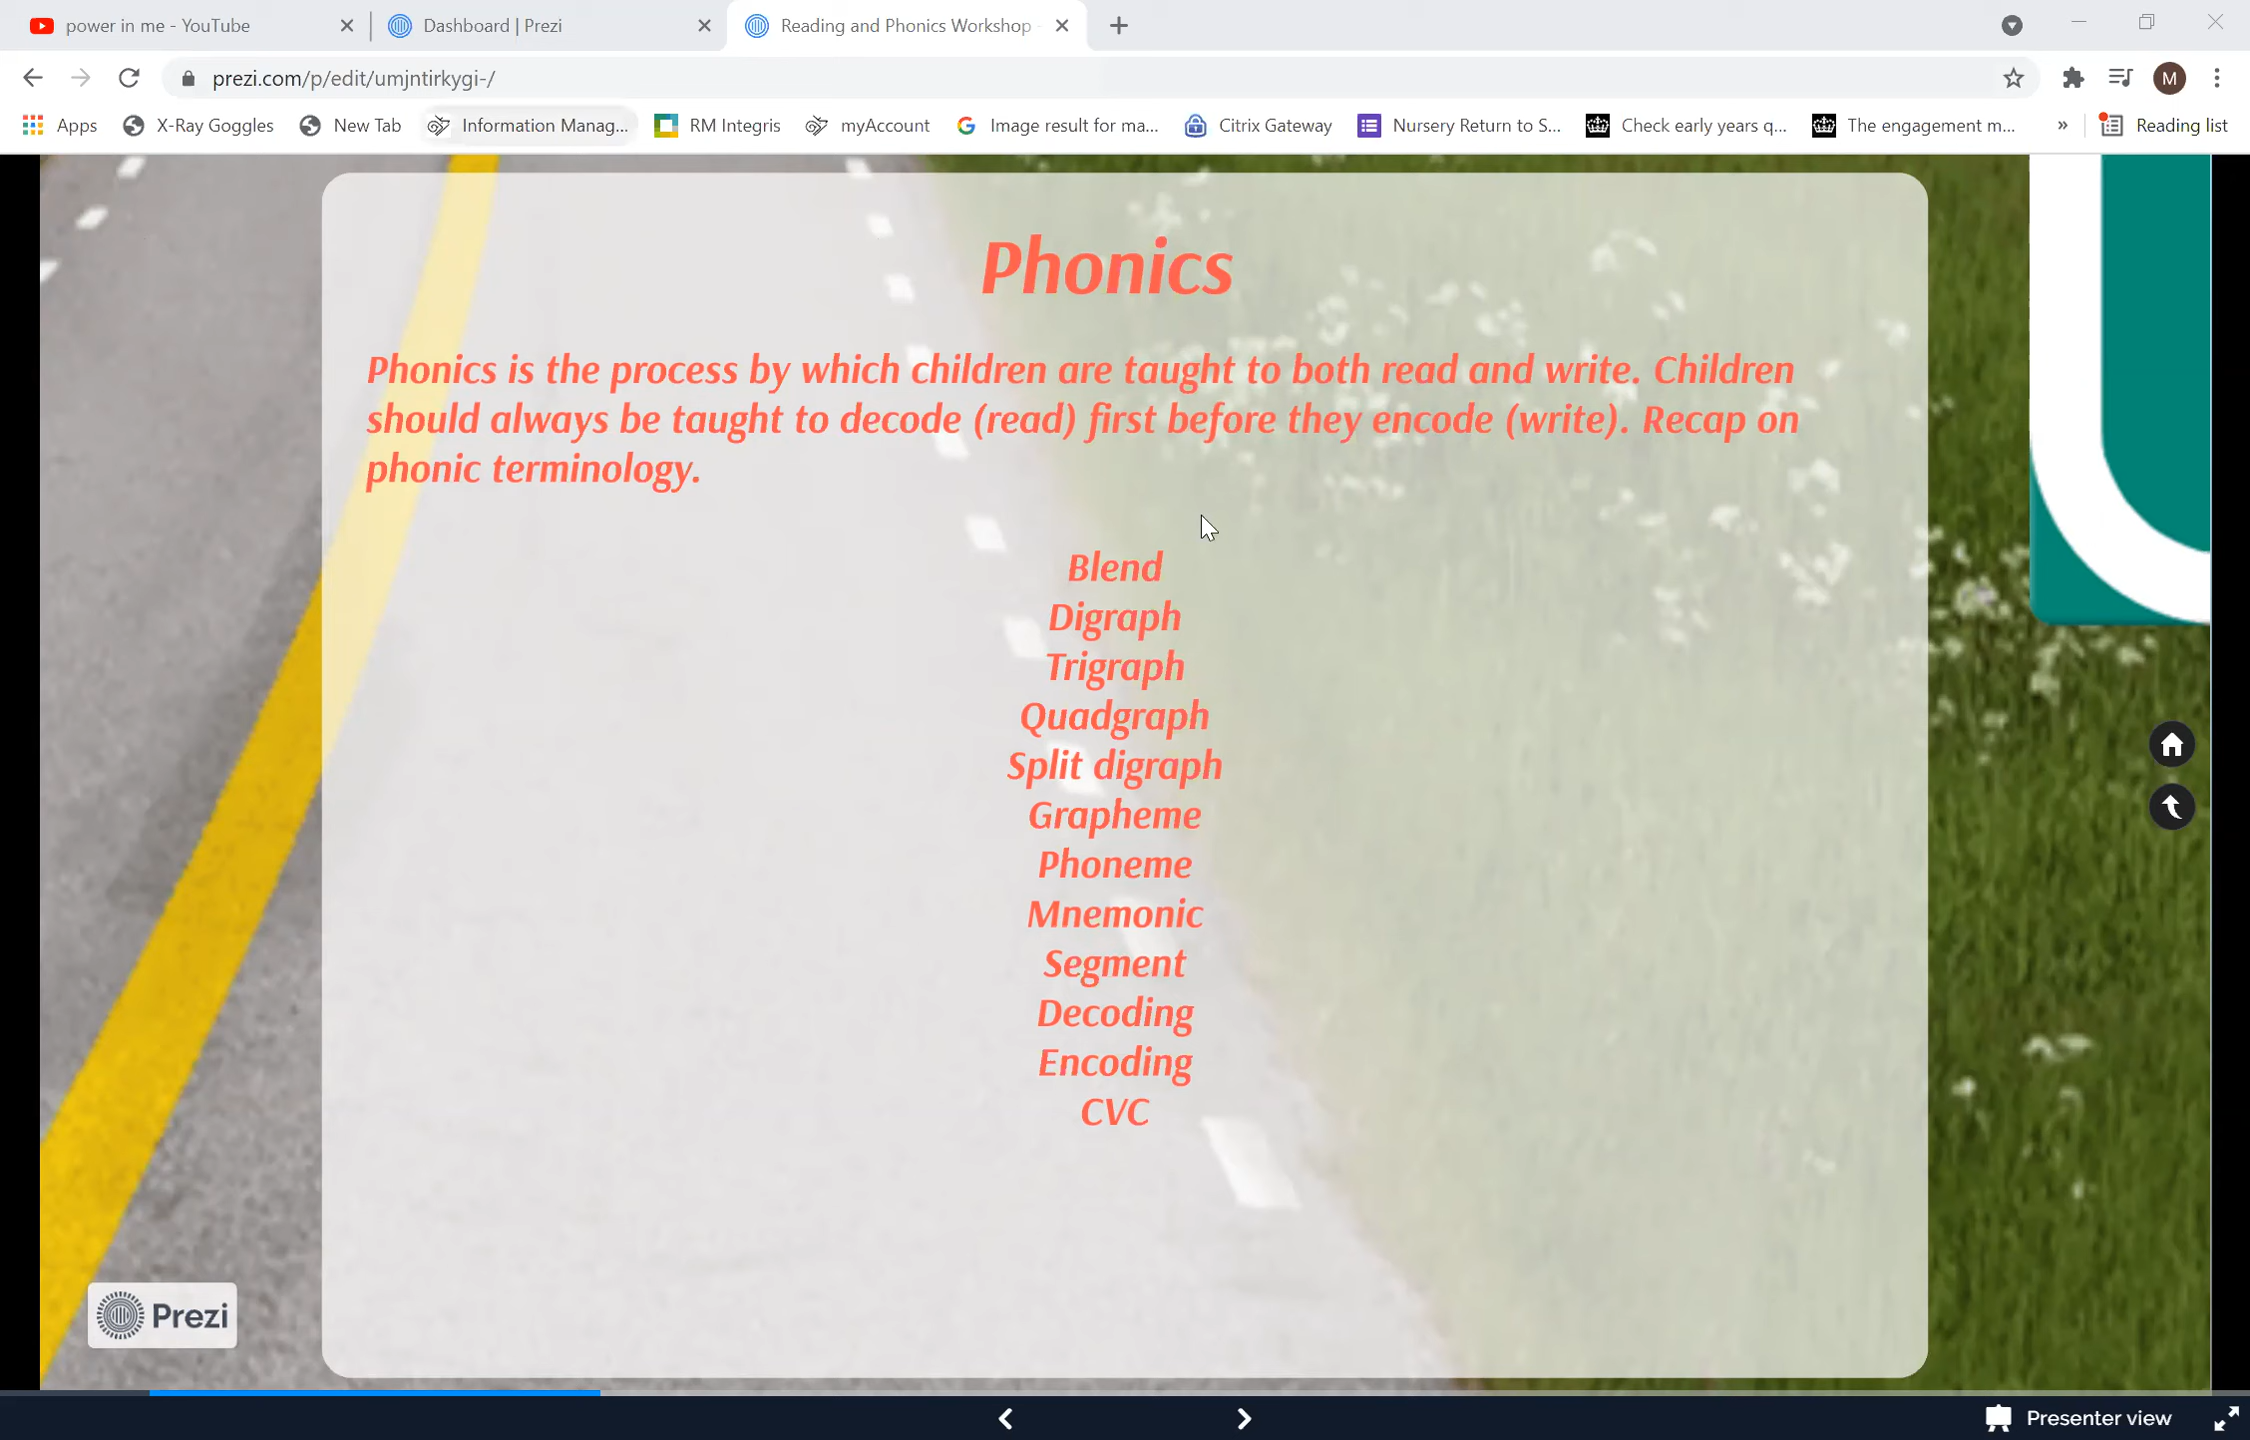 power in me - YouTube
Dashboard | Prezi
Reading and Phonics Workshop -
prezi.com/p/edit/umjntirkygi-/
M
Apps
X-Ray Goggles
New Tab
Information Manag...
RM Integris
myAccount
Image result for ma...
Citrix Gateway
Nursery Return to S...
Check early years q...
The engagement m...
»
Reading list
Phonics
Phonics is the process by which children are taught to both read and write. Children
should always be taught to decode (read) first before they encode (write). Recap on
phonic terminology.
Blend
Digraph
Trigraph
Quadgraph
Split digraph
Grapheme
Phoneme
Mnemonic
Segment
Decoding
Encoding
CVC
Prezi
Presenter view